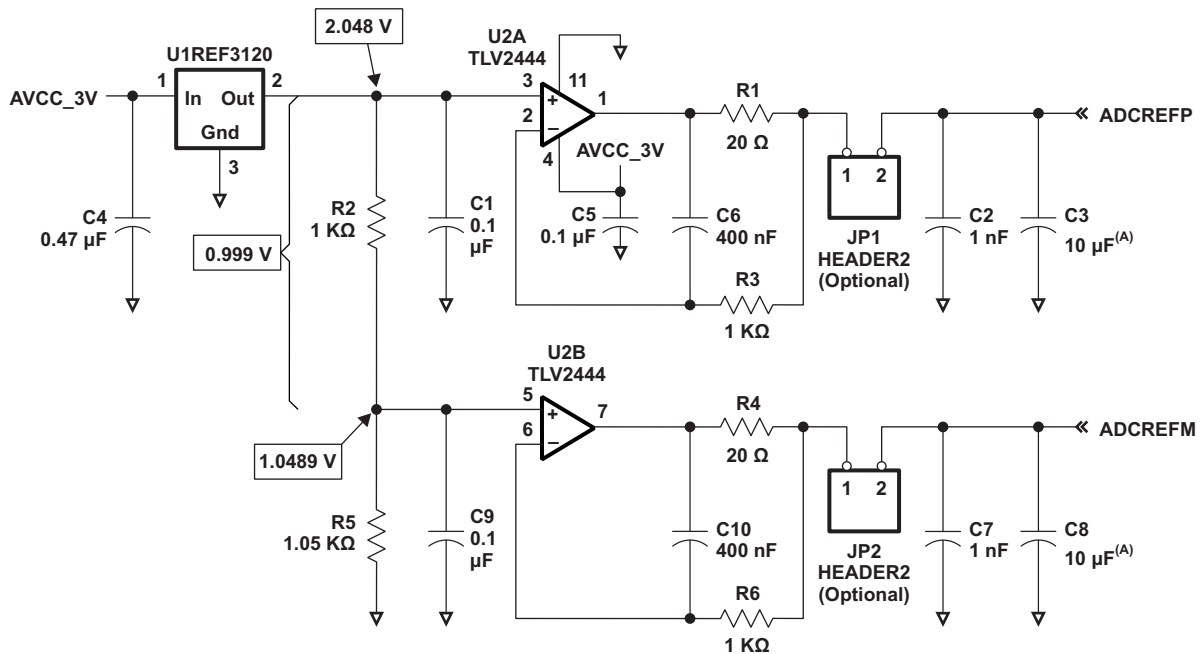 2.048 V
U1REF3120
1
2
AVCC_3V
In
Out
Gnd
3
C4
0.47 µF
0.999 V
R2
1 KΩ
C1
0.1
µF
U2A
TLV2444
3
+
11
1
2
−
4
AVCC_3V
C5
0.1 µF
C6
400 nF
R1
20 Ω
R3
1 KΩ
1
2
JP1
HEADER2
(Optional)
ADCREFP
C2
1 nF
C3
10 µF(A)
1.0489 V
R5
1.05 KΩ
C9
0.1
µF
U2B
TLV2444
5
+
7
6
−
C10
400 nF
R4
20 Ω
R6
1 KΩ
1
2
JP2
HEADER2
(Optional)
ADCREFM
C7
1 nF
C8
10 µF(A)